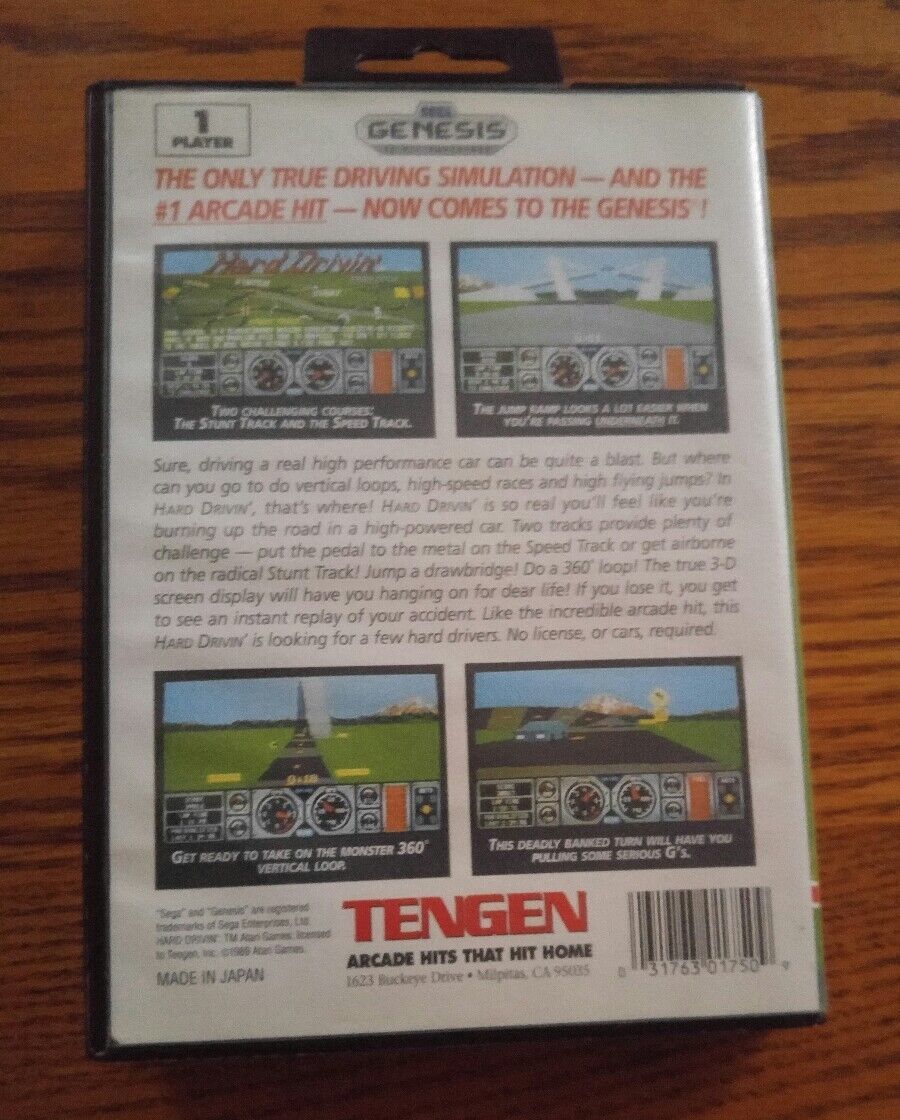 1
PLAYER
SEGA
GENESIS
THE ONLY TRUE DRIVING SIMULATION — AND THE
#1 ARCADE HIT — NOW COMES TO THE GENESIS™!
Hard Drivin'
TWO CHALLENGING COURSES:
THE STUNT TRACK AND THE SPEED TRACK.
THE JUMP RAMP LOOKS A LOT EASIER WHEN
YOU'RE PASSING UNDERNEATH IT.
Sure, driving a real high performance car can be quite a blast. But where
can you go to do vertical loops, high-speed races and high flying jumps? In
HARD DRIVIN', that's where! HARD DRIVIN' is so real you'll feel like you're
burning up the road in a high-powered car. Two tracks provide plenty of
challenge — put the pedal to the metal on the Speed Track or get airborne
on the radical Stunt Track! Jump a drawbridge! Do a 360° loop! The true 3-D
screen display will have you hanging on for dear life! If you lose it, you get
to see an instant replay of your accident. Like the incredible arcade hit, this
HARD DRIVIN' is looking for a few hard drivers. No license, or cars, required.
GET READY TO TAKE ON THE MONSTER 360°
VERTICAL LOOP.
THIS DEADLY BANKED TURN WILL HAVE YOU
PULLING SOME SERIOUS G's.
"Sega" and "Genesis" are registered
trademarks of Sega Enterprises, Ltd.
HARD DRIVIN' TM Atari Games; licensed
to Tengen, Inc. ©1989 Atari Games.
MADE IN JAPAN
TENGEN
ARCADE HITS THAT HIT HOME
1623 Buckeye Drive • Milpitas, CA 95035
0 31763 01750 9